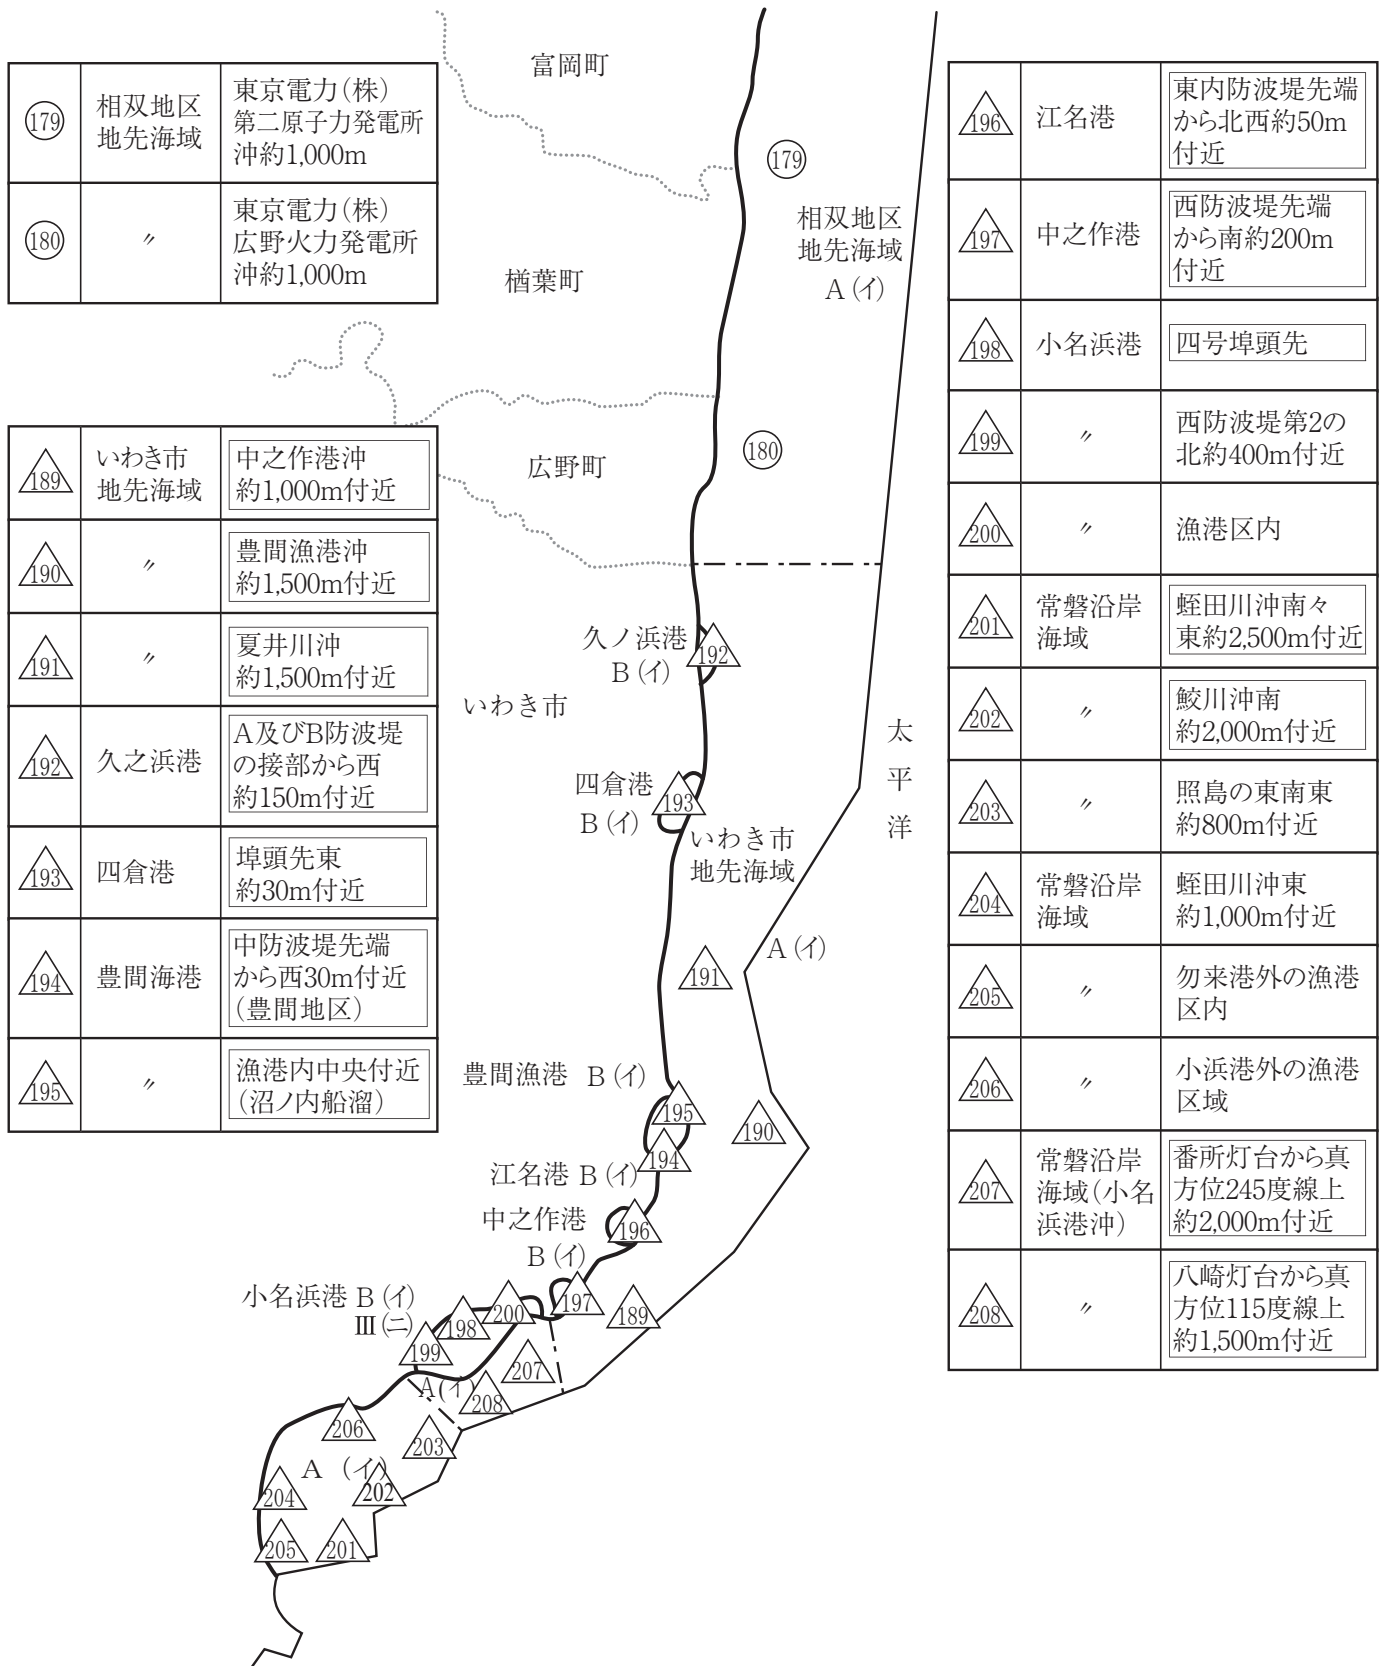 179
相双地区
地先海域
東京電力(株)
第二原子力発電所
沖約1,000m
180
〃
東京電力(株)
広野火力発電所
沖約1,000m
189
いわき市
地先海域
中之作港沖
約1,000m付近
190
〃
豊間漁港沖
約1,500m付近
191
〃
夏井川沖
約1,500m付近
192
久之浜港
A及びB防波堤
の接部から西
約150m付近
193
四倉港
埠頭先東
約30m付近
194
豊間海港
中防波堤先端
から西30m付近
(豊間地区)
195
〃
漁港内中央付近
(沼ノ内船溜)
富岡町
179
相双地区
地先海域
A(イ)
楢葉町
180
広野町
久ノ浜港
B(イ)
192
いわき市
太平洋
四倉港
B(イ)
193
いわき市
地先海域
A(イ)
191
豊間漁港 B(イ)
195
190
194
江名港 B(イ)
中之作港
196
B(イ)
197
189
小名浜港 B(イ)
Ⅲ(ニ)
200
198
199
207
A(イ)
208
206
203
A (イ)
204
202
205
201
196
江名港
東内防波堤先端
から北西約50m
付近
197
中之作港
西防波堤先端
から南約200m
付近
198
小名浜港
四号埠頭先
199
〃
西防波堤第2の
北約400m付近
200
〃
漁港区内
201
常磐沿岸
海域
蛭田川沖南々
東約2,500m付近
202
〃
鮫川沖南
約2,000m付近
203
〃
照島の東南東
約800m付近
204
常磐沿岸
海域
蛭田川沖東
約1,000m付近
205
〃
勿来港外の漁港
区内
206
〃
小浜港外の漁港
区域
207
常磐沿岸
海域(小名
浜港沖)
番所灯台から真
方位245度線上
約2,000m付近
208
〃
八崎灯台から真
方位115度線上
約1,500m付近